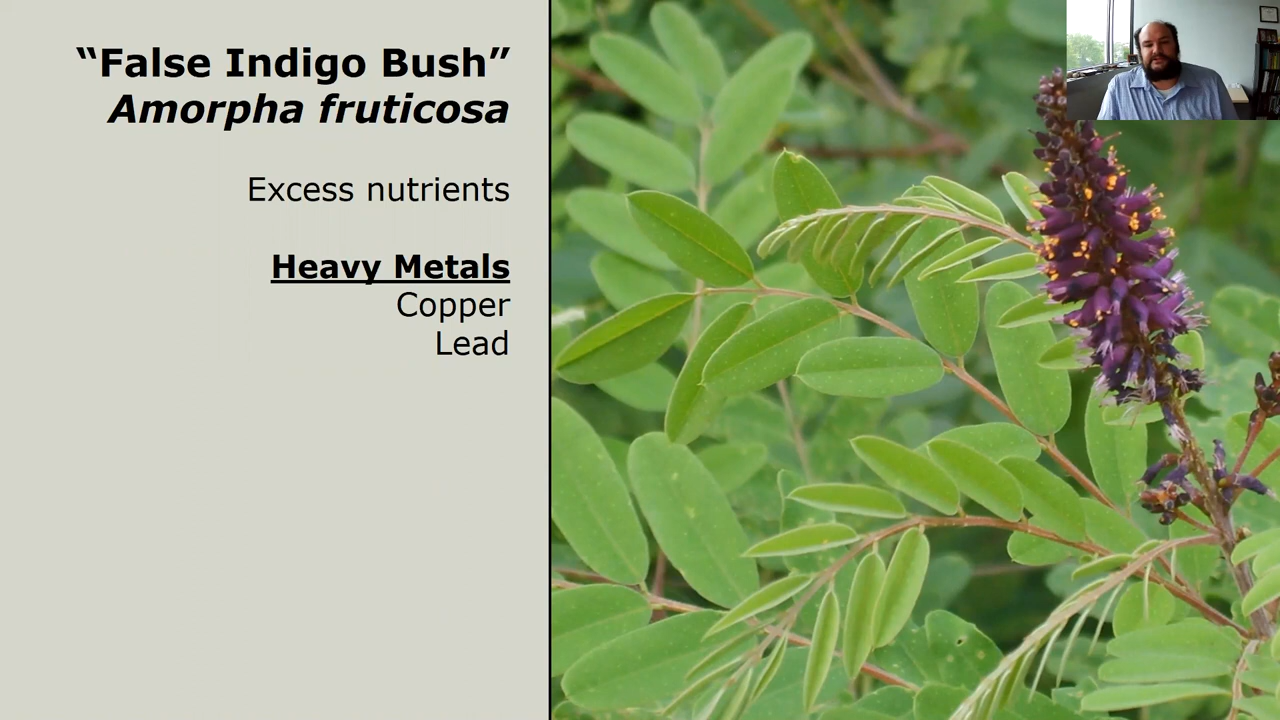 “False Indigo Bush”
Amorpha fruticosa
Excess nutrients
Heavy Metals
Copper
Lead